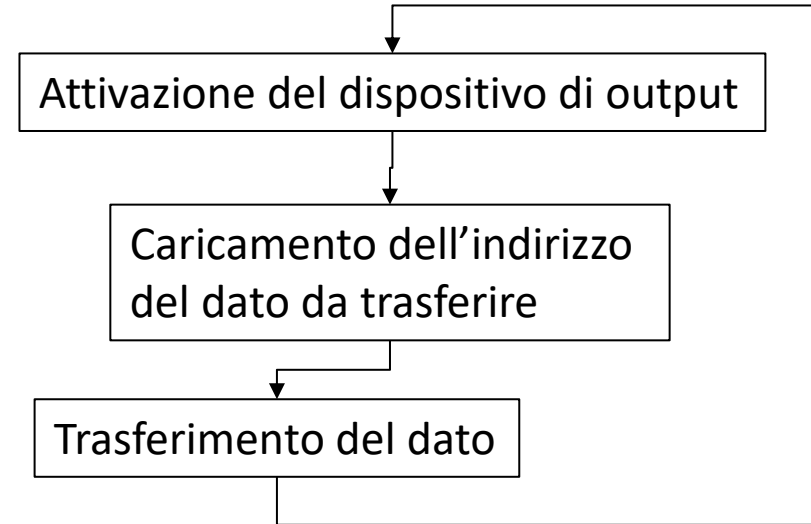 Attivazione del dispositivo di output
Caricamento dell’indirizzo
del dato da trasferire
Trasferimento del dato